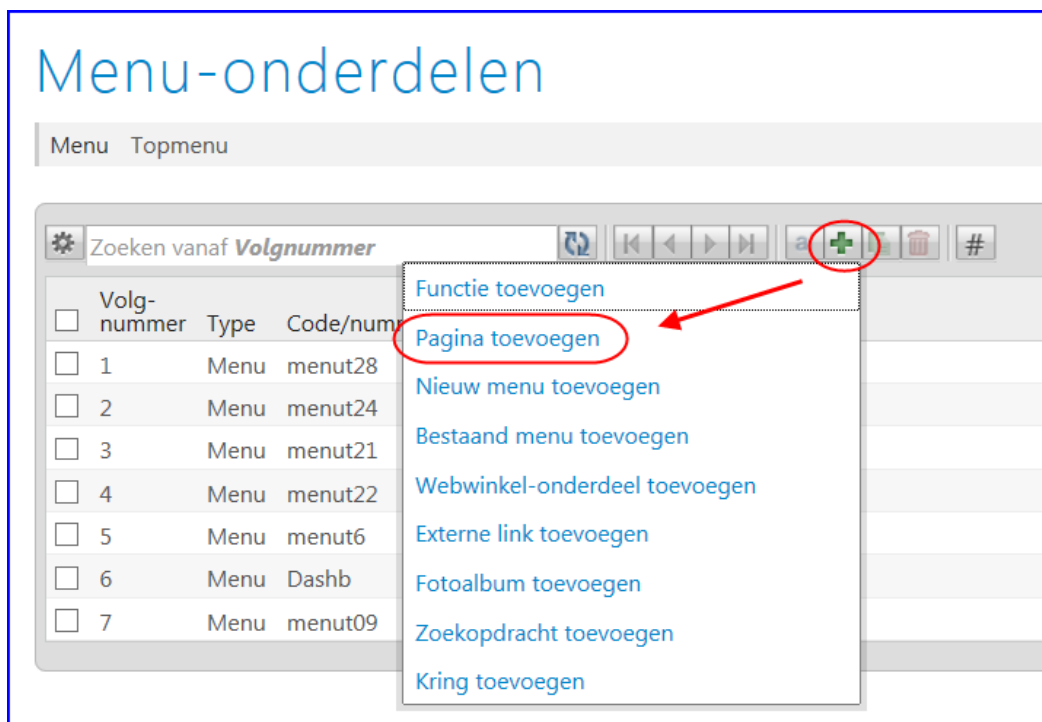 Menu-onderdelen
Menu Topmenu
Zoeken vanaf Volgnummer
a
#
Volg-
nummer Type Code/numm
1 Menu menut28
2 Menu menut24
3 Menu menut21
4 Menu menut22
5 Menu menut6
6 Menu Dashb
7 Menu menut09
Functie toevoegen
Pagina toevoegen
Nieuw menu toevoegen
Bestaand menu toevoegen
Webwinkel-onderdeel toevoegen
Externe link toevoegen
Fotoalbum toevoegen
Zoekopdracht toevoegen
Kring toevoegen